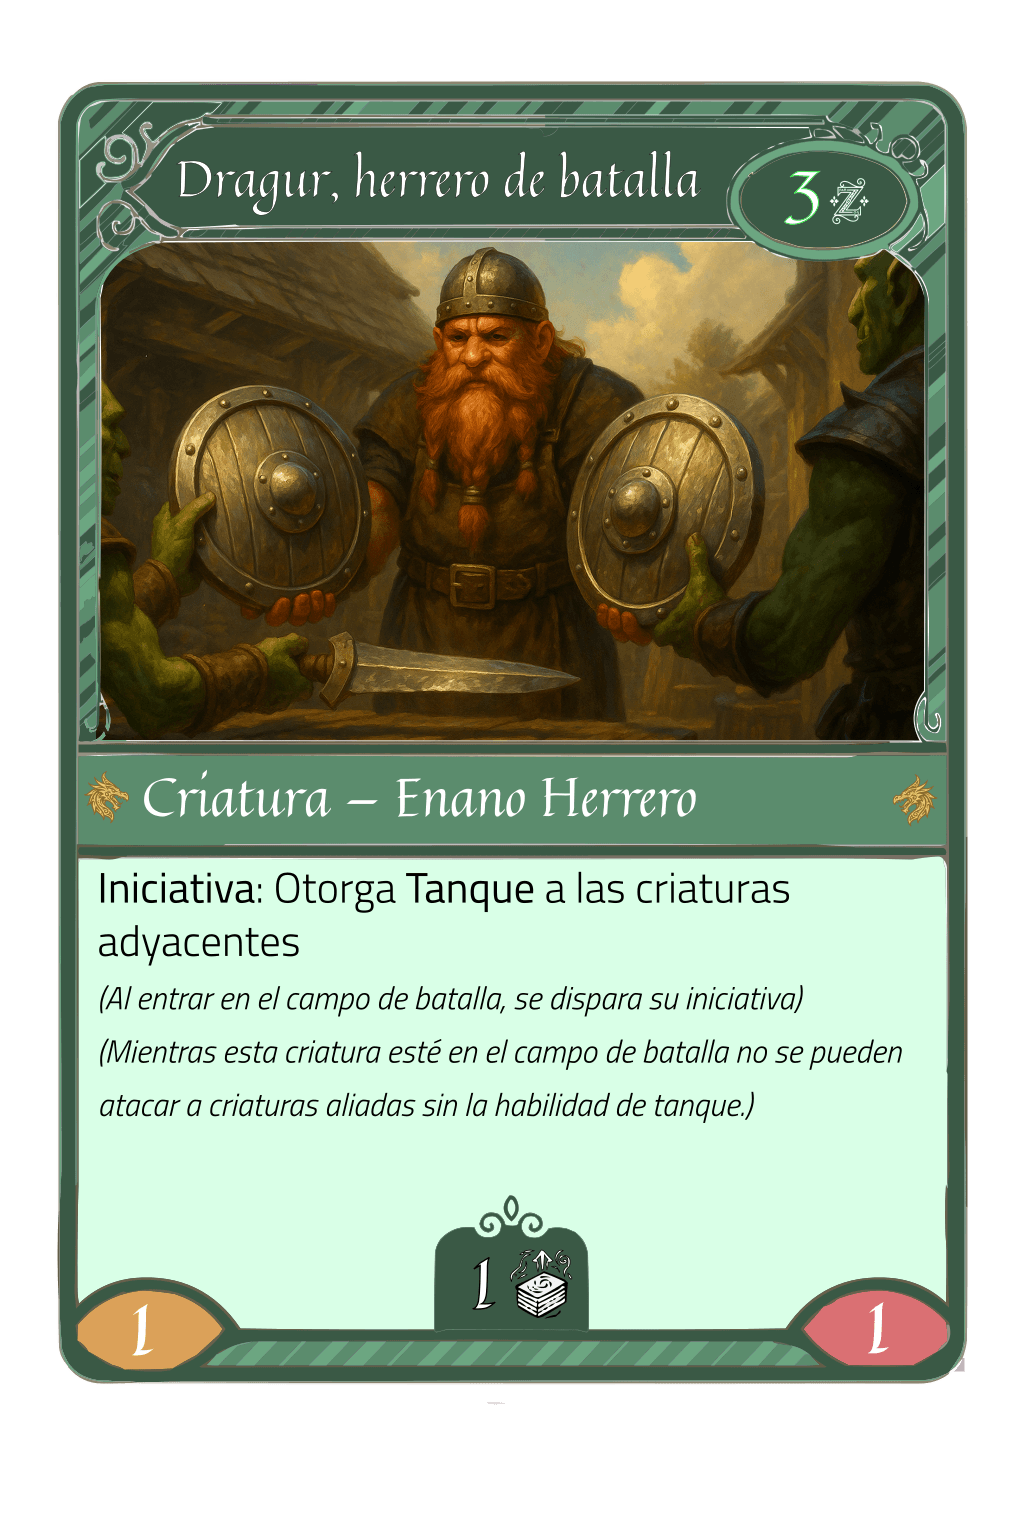 Dragur, herrero de batalla
3 Z
Criatura – Enano Herrero
Iniciativa: Otorga Tanque a las criaturas
adyacentes
(Al entrar en el campo de batalla, se dispara su iniciativa)
(Mientras esta criatura esté en el campo de batalla no se pueden
atacar a criaturas aliadas sin la habilidad de tanque.)
1
1
1